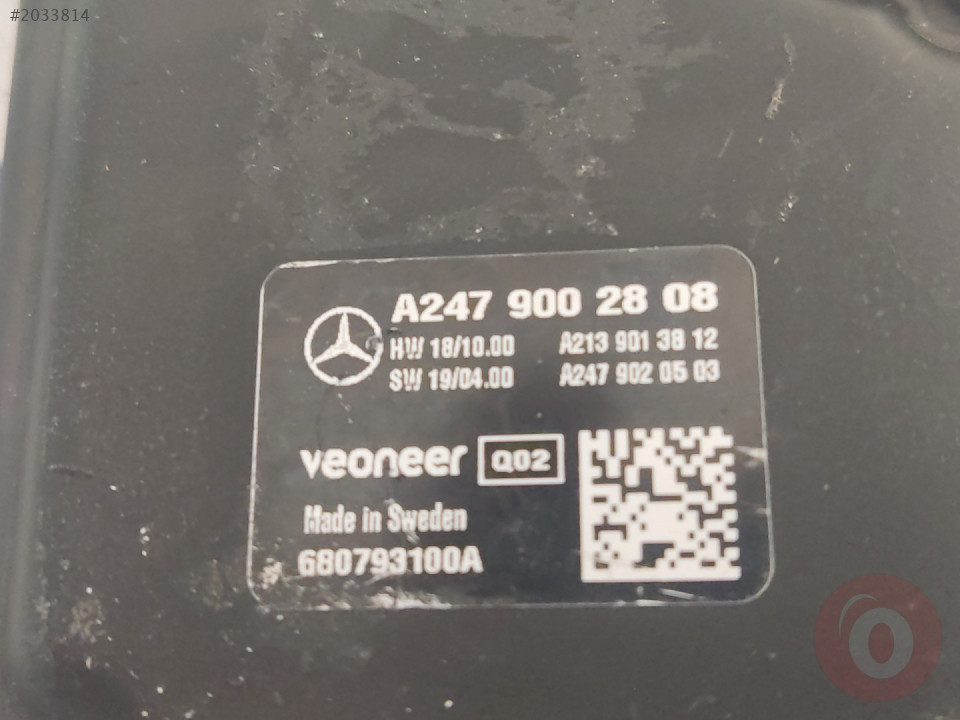 #2033814
A247 900 28 08
HW 18/10.00 A213 901 38 12
SW 19/04.00 A247 902 05 03
veoneer Q02
Made in Sweden
680793100A
O